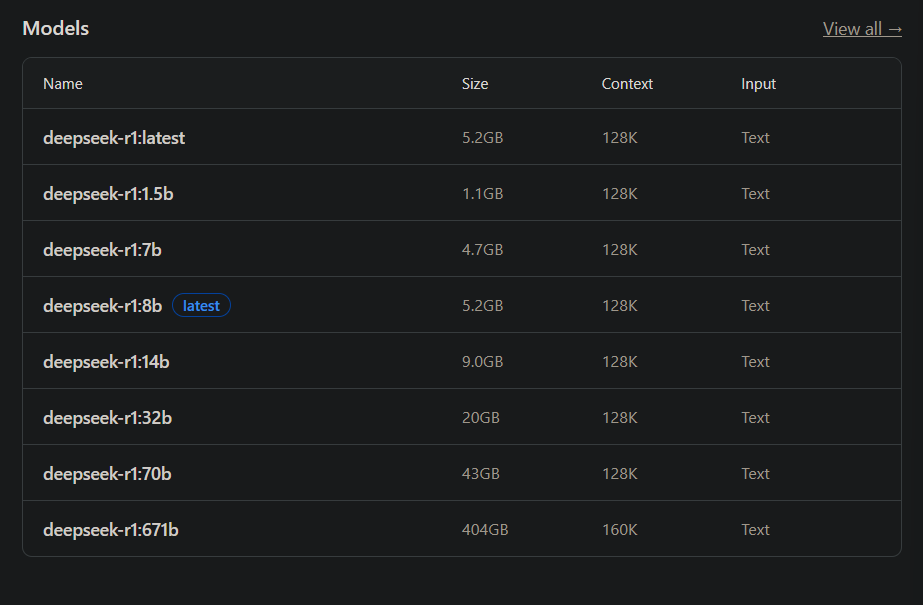 Models View all →
Name Size Context Input
deepseek-r1:latest 5.2GB 128K Text
deepseek-r1:1.5b 1.1GB 128K Text
deepseek-r1:7b 4.7GB 128K Text
deepseek-r1:8b latest 5.2GB 128K Text
deepseek-r1:14b 9.0GB 128K Text
deepseek-r1:32b 20GB 128K Text
deepseek-r1:70b 43GB 128K Text
deepseek-r1:671b 404GB 160K Text